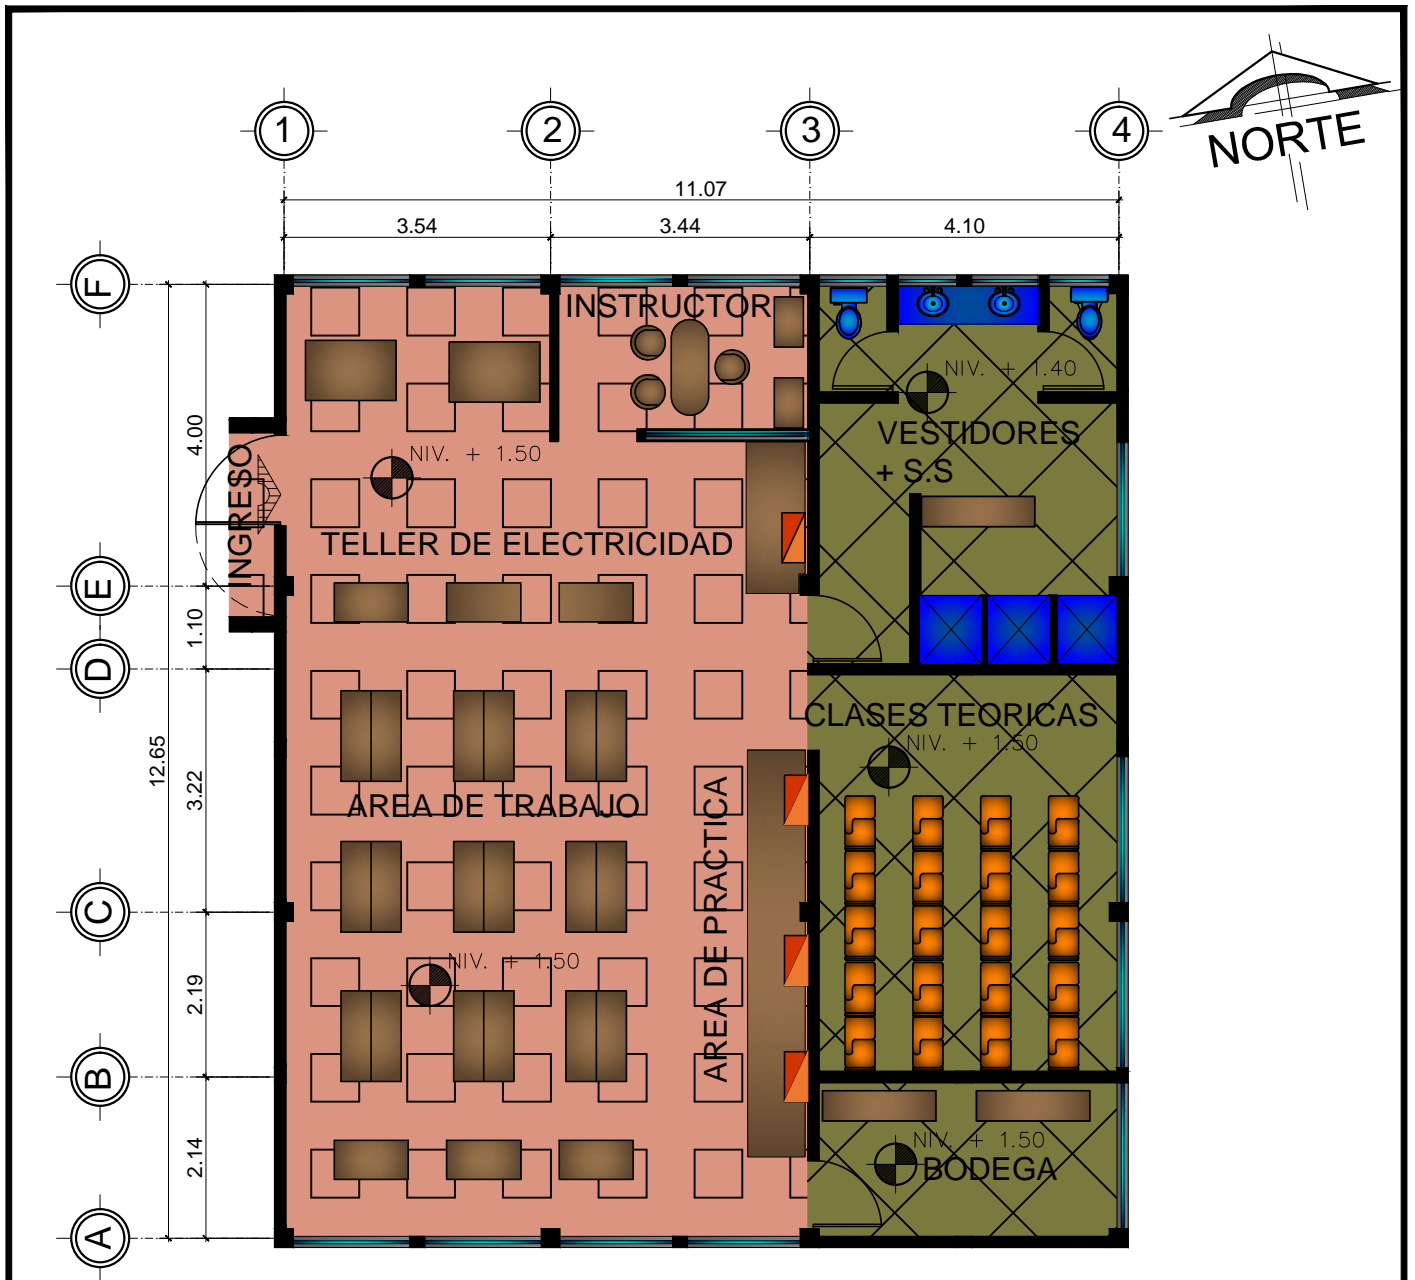 NORTE
1
2
3
4
11.07
3.54
3.44
4.10
F
INSTRUCTOR
NIV. + 1.40
4.00
VESTIDORES
+ S.S
NIV. + 1.50
INGRESO
TELLER DE ELECTRICIDAD
E
1.10
D
CLASES TEORICAS
NIV. + 1.50
12.65
3.22
AREA DE TRABAJO
AREA DE PRACTICA
C
NIV. + 1.50
2.19
B
2.14
NIV. + 1.50
BODEGA
A